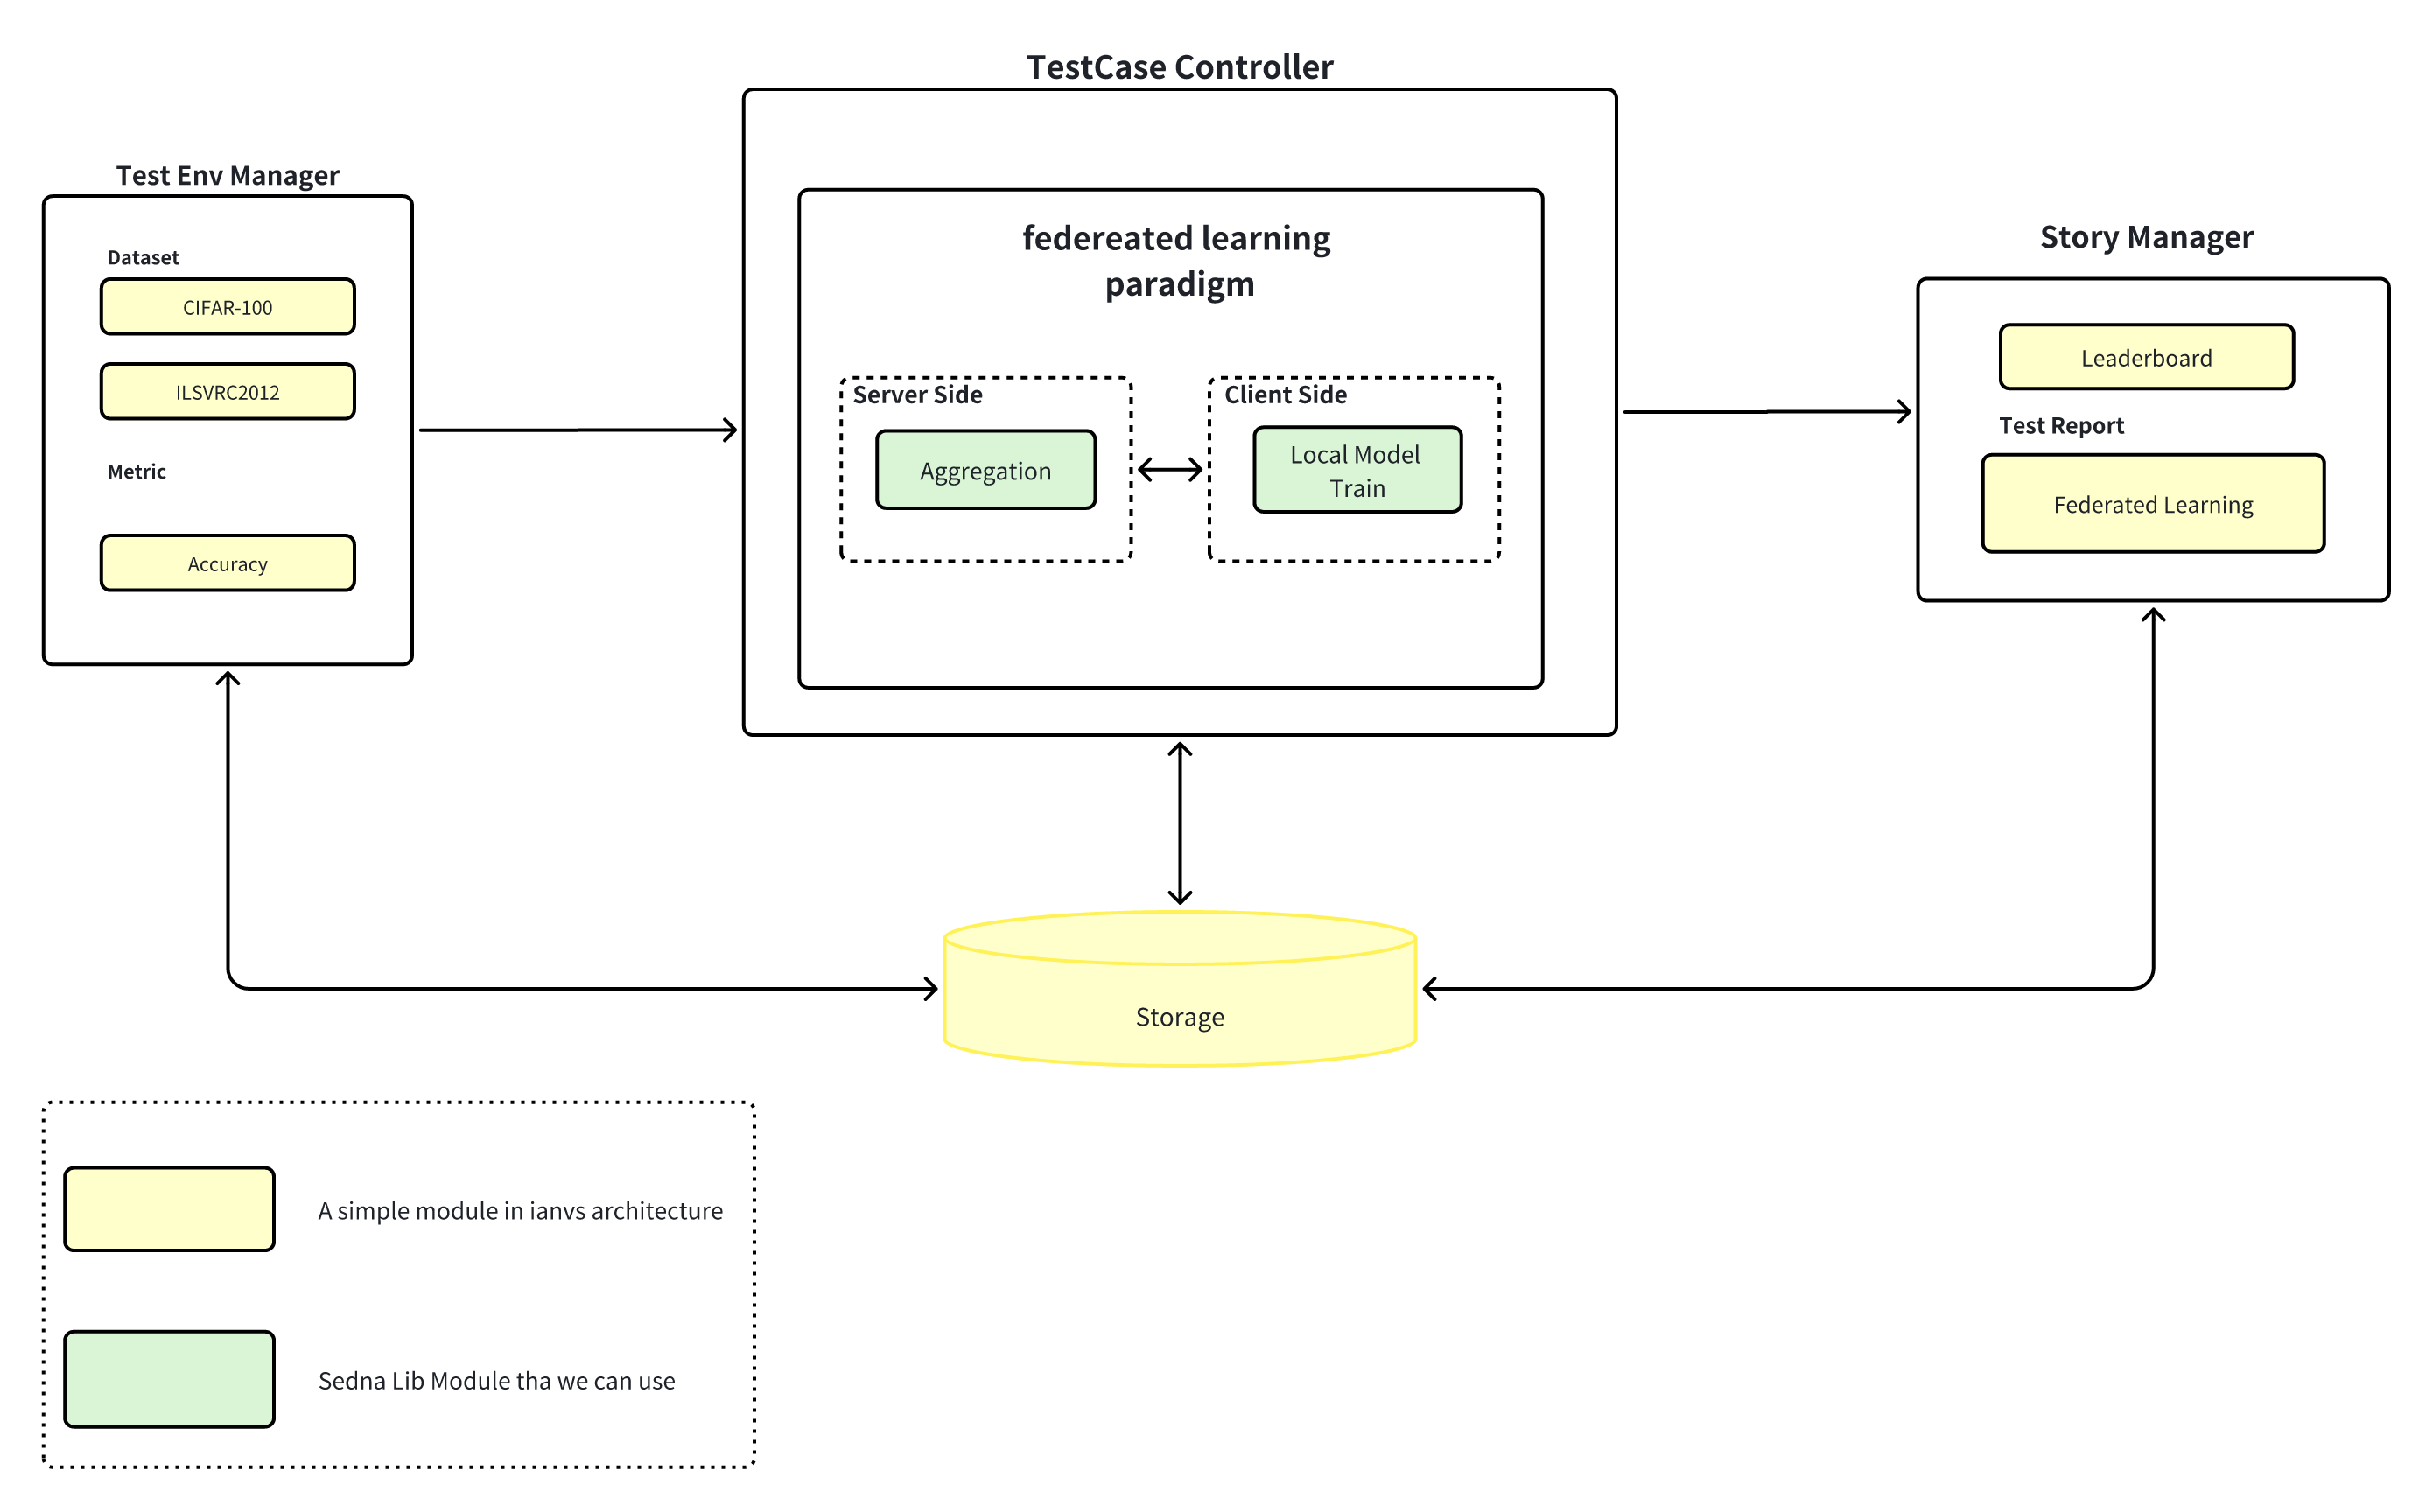 TestCase Controller
Test Env Manager
Dataset
CIFAR-100
ILSVRC2012
Metric
Accuracy
federeated learning
paradigm
Server Side
Aggregation
Client Side
Local Model
Train
Story Manager
Leaderboard
Test Report
Federated Learning
Storage
A simple module in ianvs architecture
Sedna Lib Module tha we can use